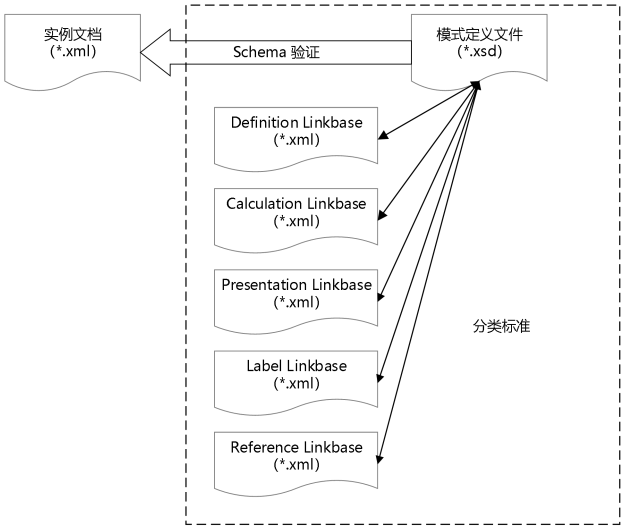 实例文档
（*.xml）
Schema 验证
模式定义文件
（*.xsd）
Definition Linkbase
（*.xml）
Calculation Linkbase
（*.xml）
Presentation Linkbase
（*.xml）
分类标准
Label Linkbase
（*.xml）
Reference Linkbase
（*.xml）